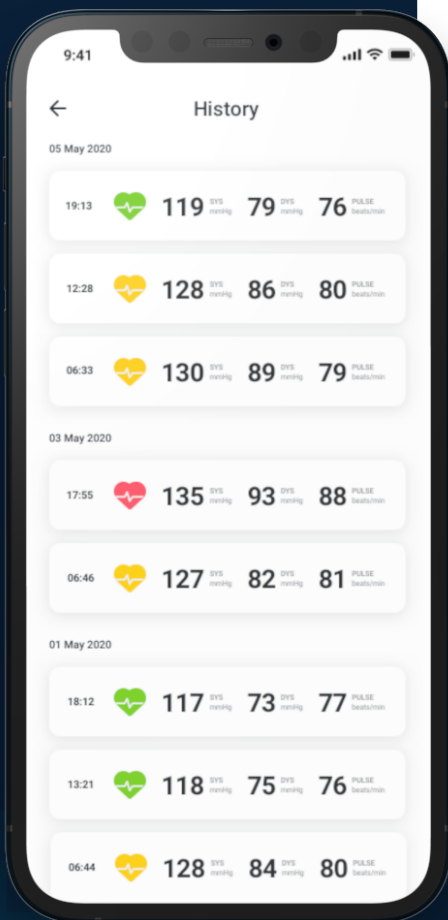 9:41
History
05 May 2020
19:13 119 SYS mmHg 79 DYS mmHg 76 PULSE beats/min
12:28 128 SYS mmHg 86 DYS mmHg 80 PULSE beats/min
06:33 130 SYS mmHg 89 DYS mmHg 79 PULSE beats/min
03 May 2020
17:55 135 SYS mmHg 93 DYS mmHg 88 PULSE beats/min
06:46 127 SYS mmHg 82 DYS mmHg 81 PULSE beats/min
01 May 2020
18:12 117 SYS mmHg 73 DYS mmHg 77 PULSE beats/min
13:21 118 SYS mmHg 75 DYS mmHg 76 PULSE beats/min
06:44 128 SYS mmHg 84 DYS mmHg 80 PULSE beats/min